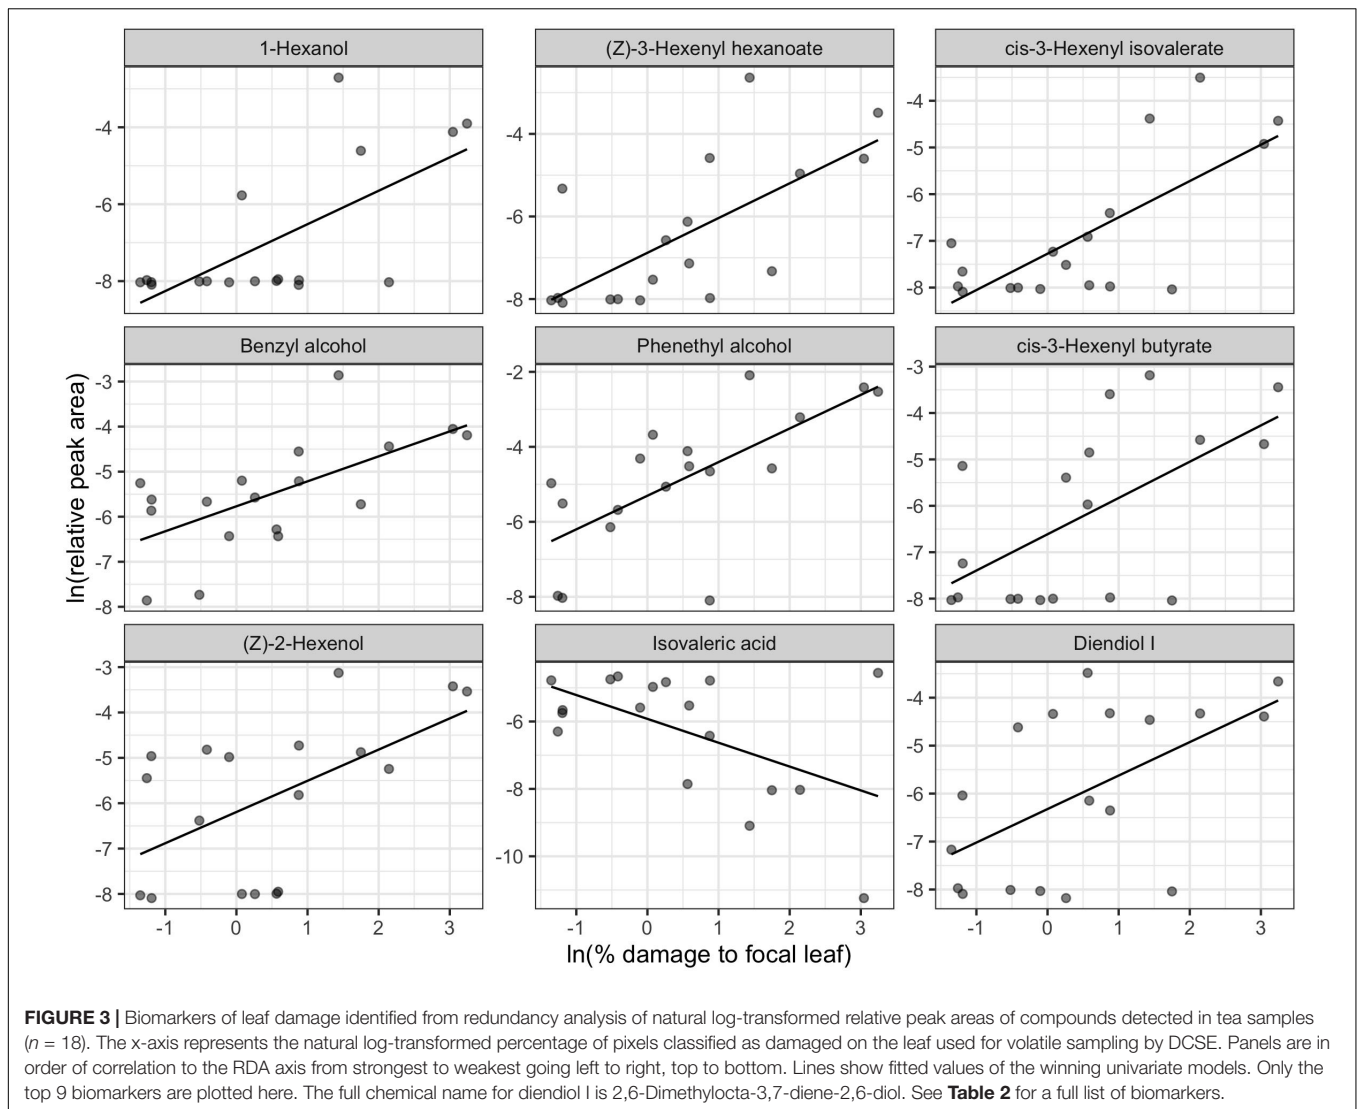 1-Hexanol
(Z)-3-Hexenyl hexanoate
cis-3-Hexenyl isovalerate
-4
-6
-8
-4
-6
-8
-4
-5
-6
-7
-8
Benzyl alcohol
Phenethyl alcohol
cis-3-Hexenyl butyrate
ln(relative peak area)
-3
-4
-5
-6
-7
-8
-2
-4
-6
-8
-3
-4
-5
-6
-7
-8
(Z)-2-Hexenol
Isovaleric acid
Diendiol I
-3
-4
-5
-6
-7
-8
-6
-8
-10
-4
-5
-6
-7
-8
-1 0 1 2 3
-1 0 1 2 3
-1 0 1 2 3
ln(% damage to focal leaf)
FIGURE 3 | Biomarkers of leaf damage identified from redundancy analysis of natural log-transformed relative peak areas of compounds detected in tea samples
(n = 18). The x-axis represents the natural log-transformed percentage of pixels classified as damaged on the leaf used for volatile sampling by DCSE. Panels are in
order of correlation to the RDA axis from strongest to weakest going left to right, top to bottom. Lines show fitted values of the winning univariate models. Only the
top 9 biomarkers are plotted here. The full chemical name for diendiol I is 2,6-Dimethylocta-3,7-diene-2,6-diol. See Table 2 for a full list of biomarkers.